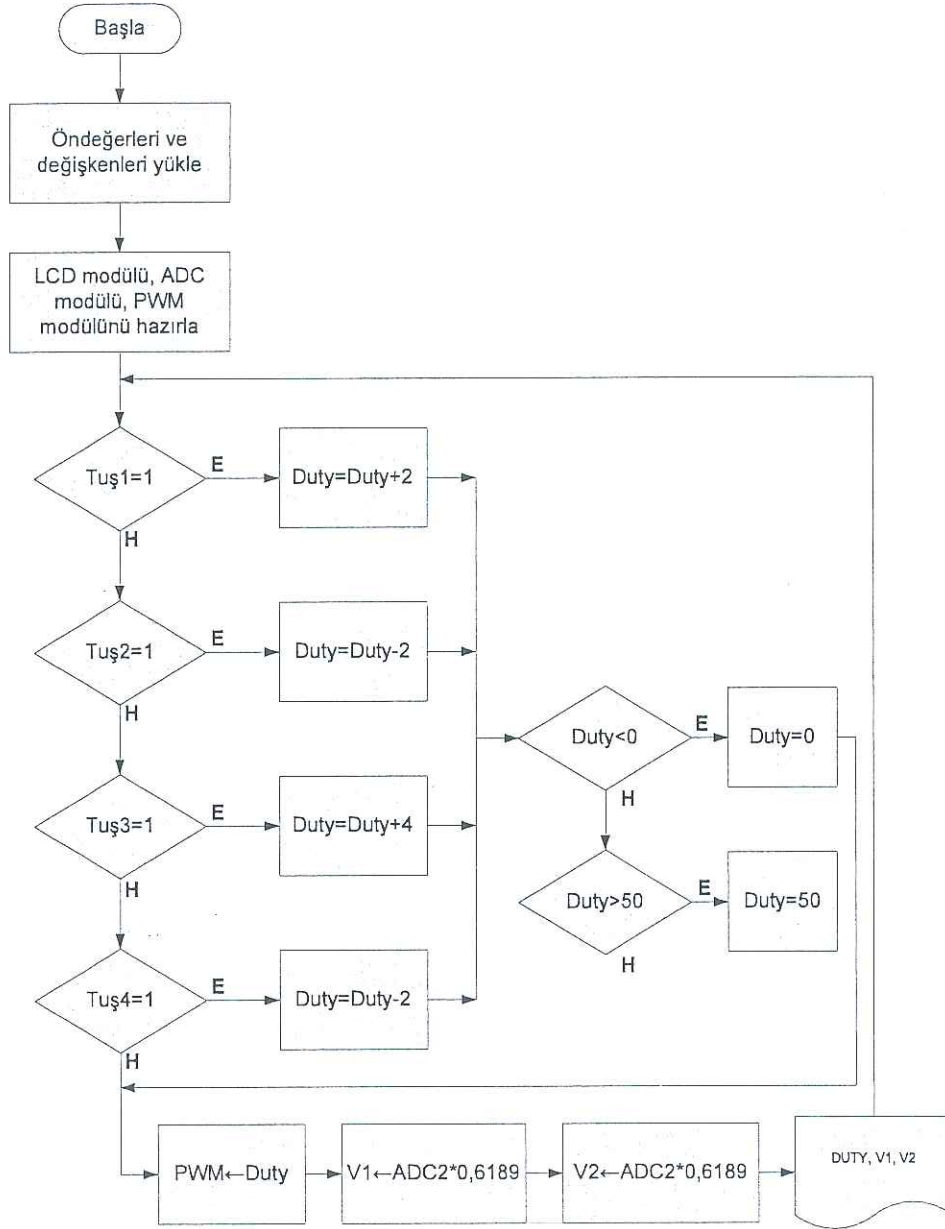 Başla
Öndeğerleri ve
değişkenleri yükle
LCD modülü, ADC
modülü, PWM
modülünü hazırla
Tuş1=1
E
Duty=Duty+2
H
Tuş2=1
E
Duty=Duty-2
H
Duty<0
E
Duty=0
H
Tuş3=1
E
Duty=Duty+4
H
Duty>50
E
Duty=50
H
Tuş4=1
E
Duty=Duty-2
H
PWM←Duty
V1←ADC2*0,6189
V2←ADC2*0,6189
DUTY, V1, V2